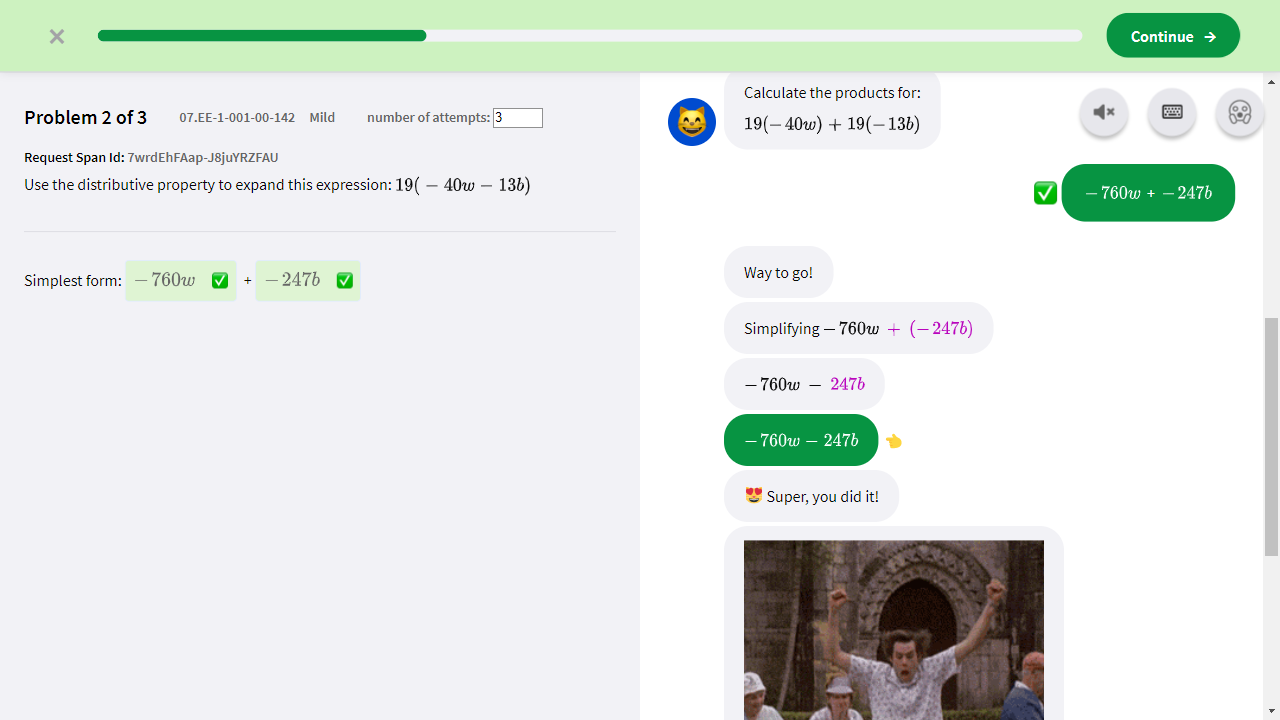 Continue →
Problem 2 of 3 07.EE-1-001-00-142 Mild number of attempts: 3
Request Span Id: 7wrdEhFAap-J8juYRZFAU
Use the distributive property to expand this expression: 19(−40w−13b)
Simplest form: −760w + −247b
Calculate the products for:
19(−40w) + 19(−13b)
−760w + −247b
Way to go!
Simplifying −760w + (−247b)
−760w − 247b
−760w − 247b
Super, you did it!